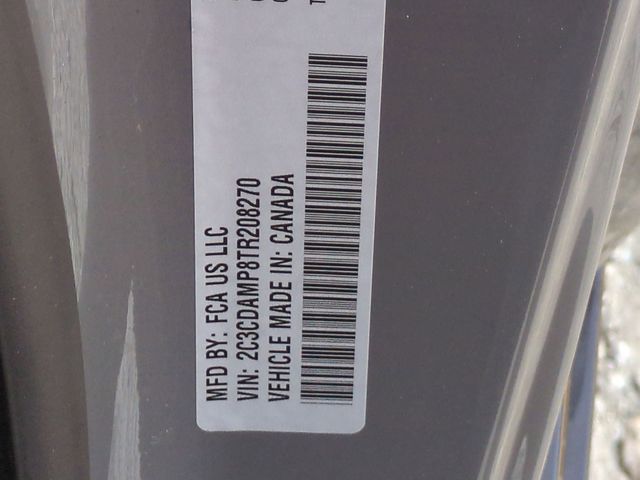 MFD BY: FCA US LLC
VIN: 2C3CDAMP8TR208270
VEHICLE MADE IN: CANADA